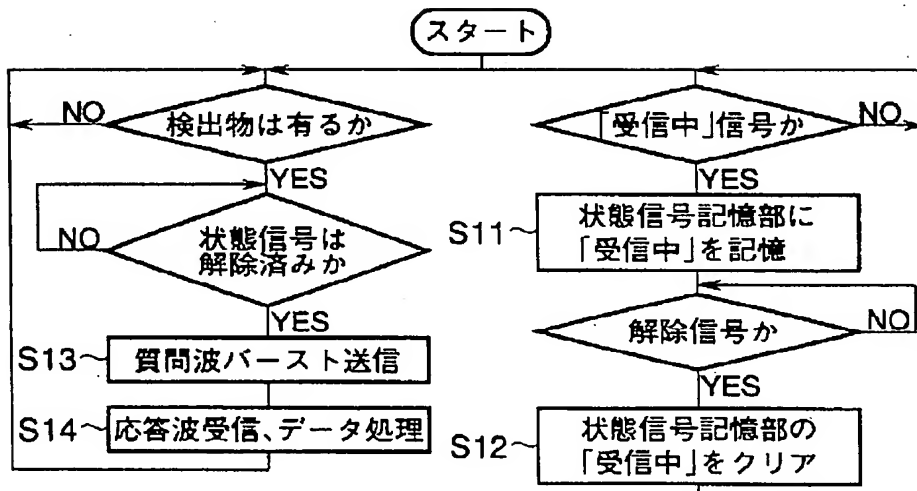 スタート
NO
検出物は有るか
YES
NO
状態信号は
解除済みか
YES
S13
質問波バースト送信
S14
応答波受信、データ処理
「受信中」信号か
NO
YES
S11
状態信号記憶部に
「受信中」を記憶
解除信号か
NO
YES
S12
状態信号記憶部の
「受信中」をクリア